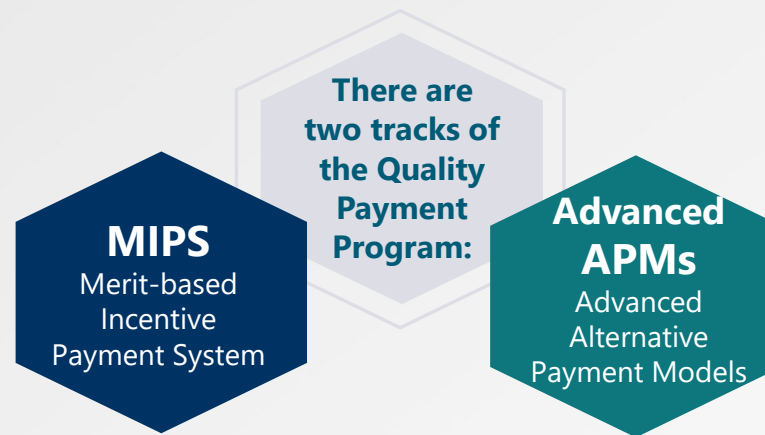 There are
two tracks of
the Quality
Payment
Program:
MIPS
Merit-based
Incentive
Payment System
Advanced
APMs
Advanced
Alternative
Payment Models